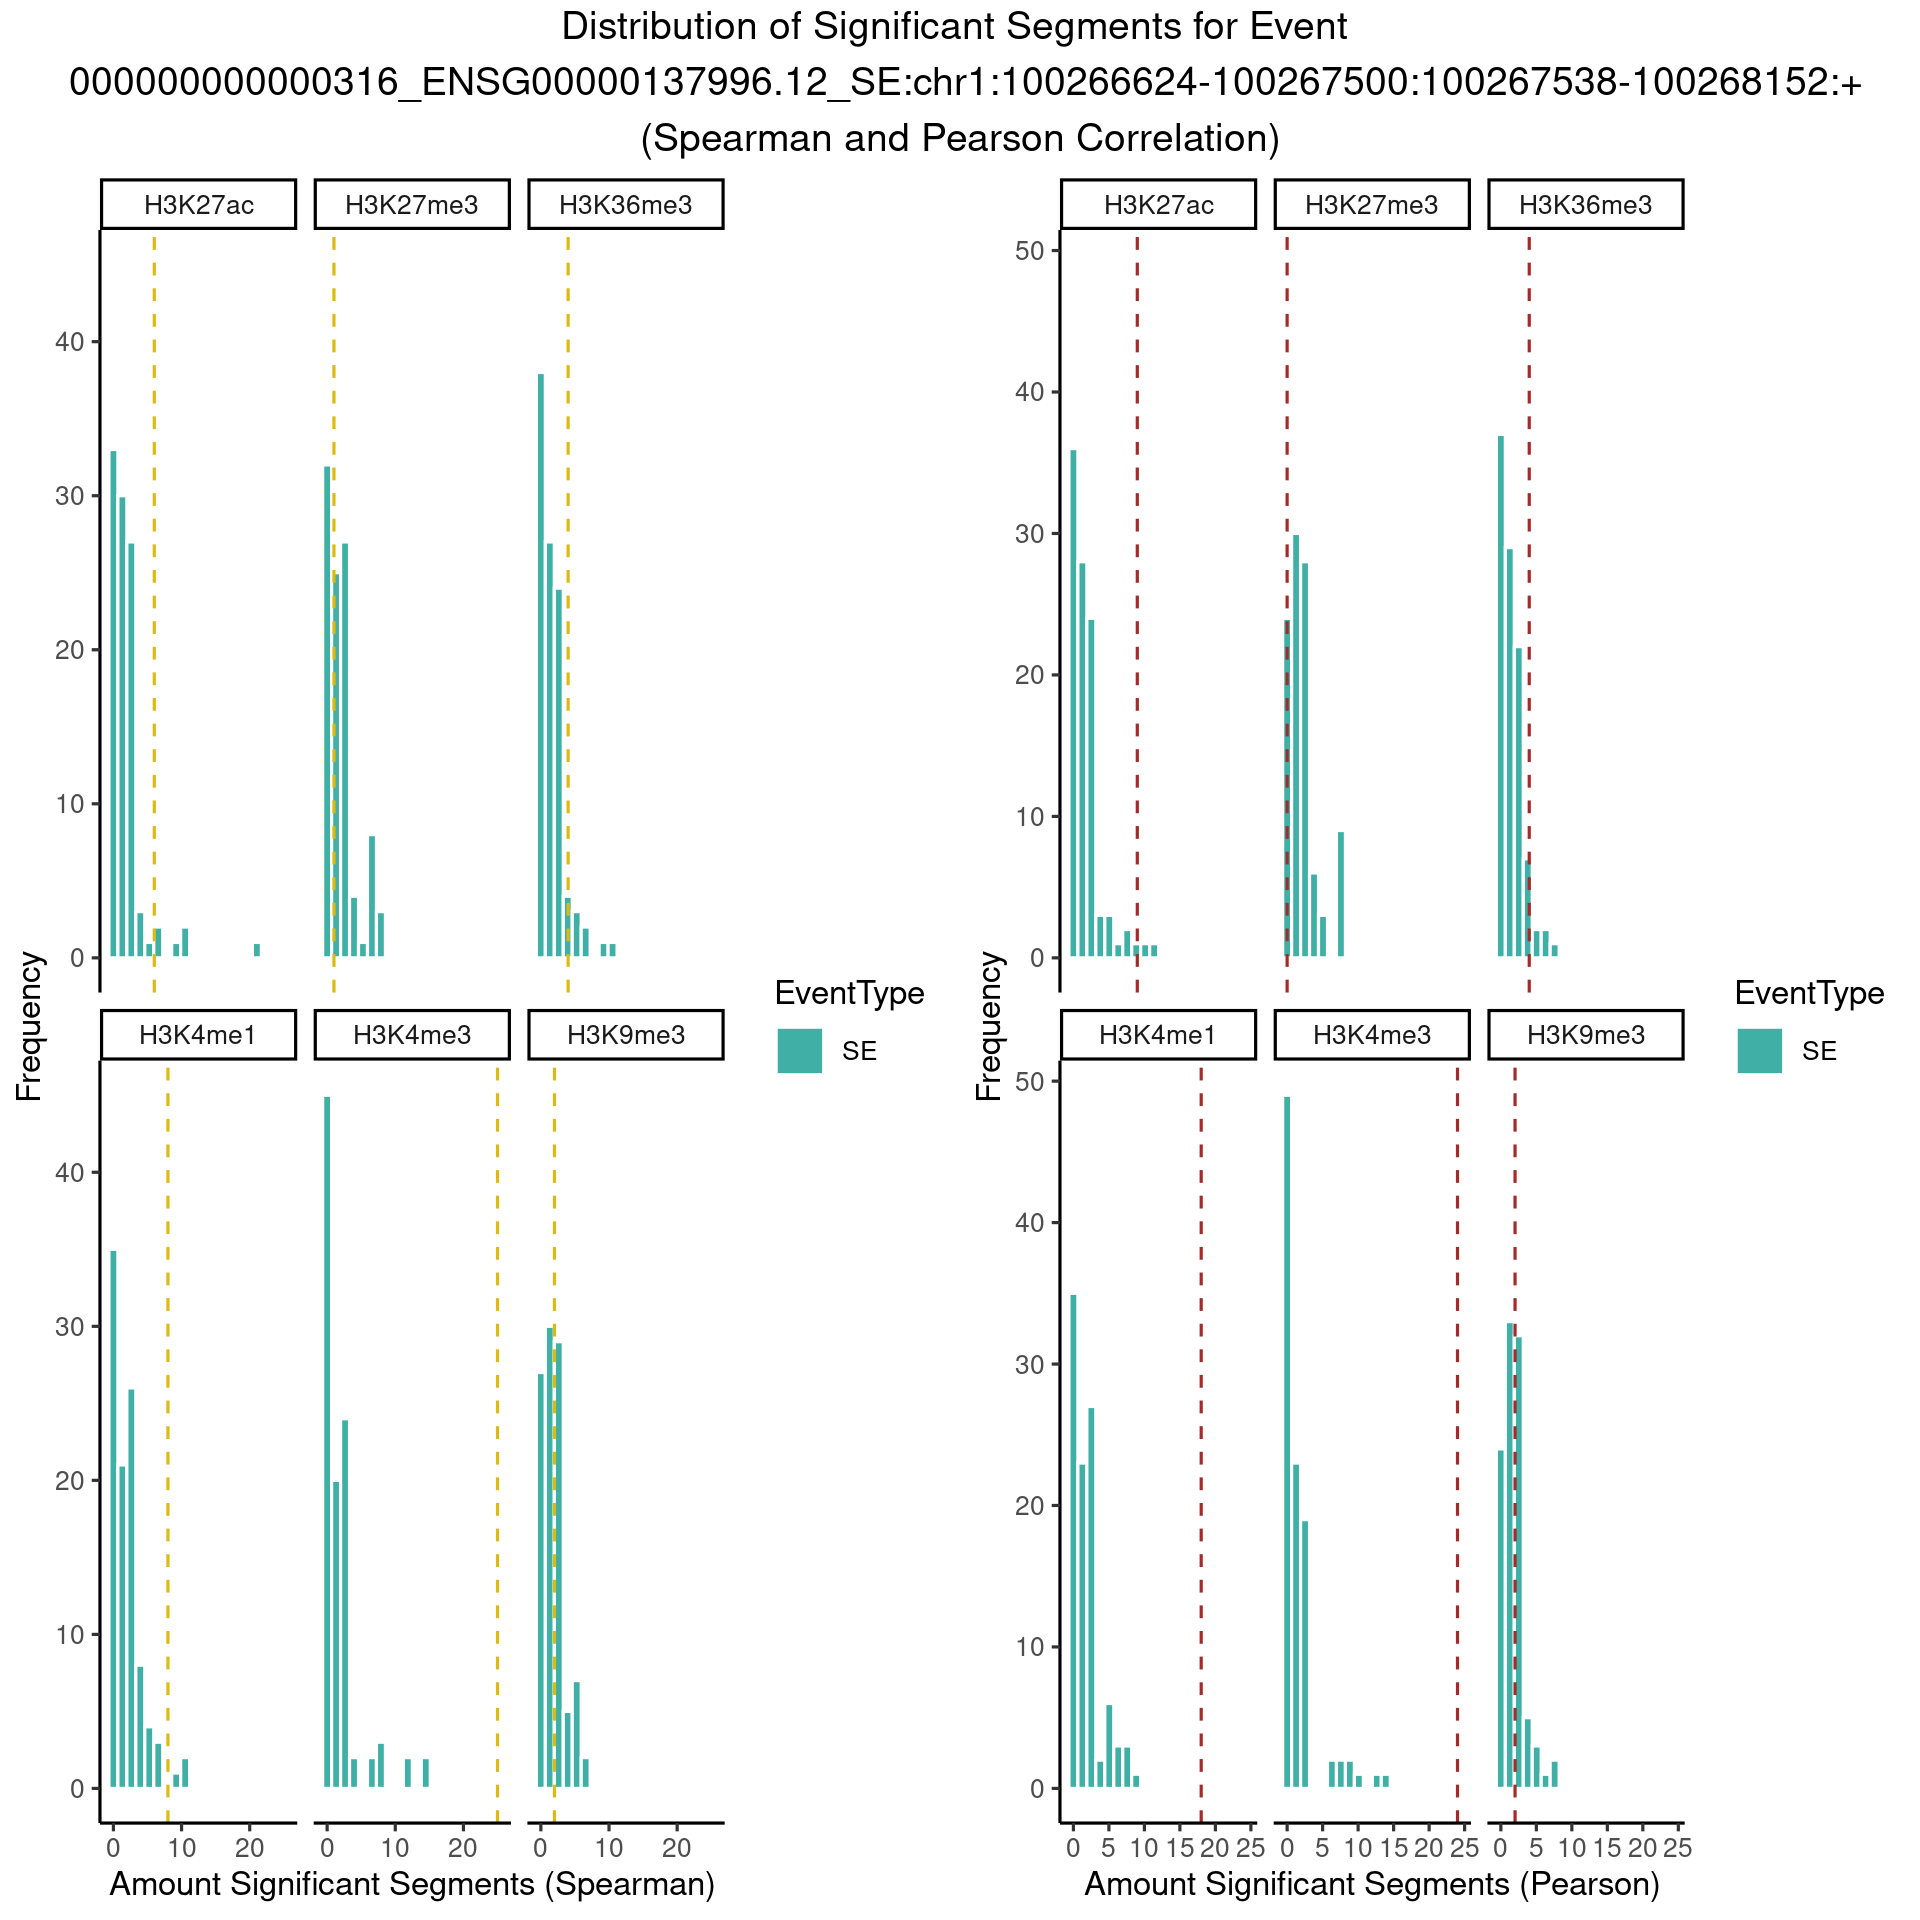 Distribution of Significant Segments for Event
000000000000316_ENSG00000137996.12_SE:chr1:100266624-100267500:100267538-100268152:+
(Spearman and Pearson Correlation)
H3K27ac H3K27me3 H3K36me3
40
30
20
10
0
H3K4me1 H3K4me3 H3K9me3
40
30
20
10
0
0 10 20 0 10 20 0 10 20
Frequency
Amount Significant Segments (Spearman)
EventType
SE
H3K27ac H3K27me3 H3K36me3
50
40
30
20
10
0
H3K4me1 H3K4me3 H3K9me3
50
40
30
20
10
0
0 5 10 15 20 25 0 5 10 15 20 25 0 5 10 15 20 25
Frequency
Amount Significant Segments (Pearson)
EventType
SE